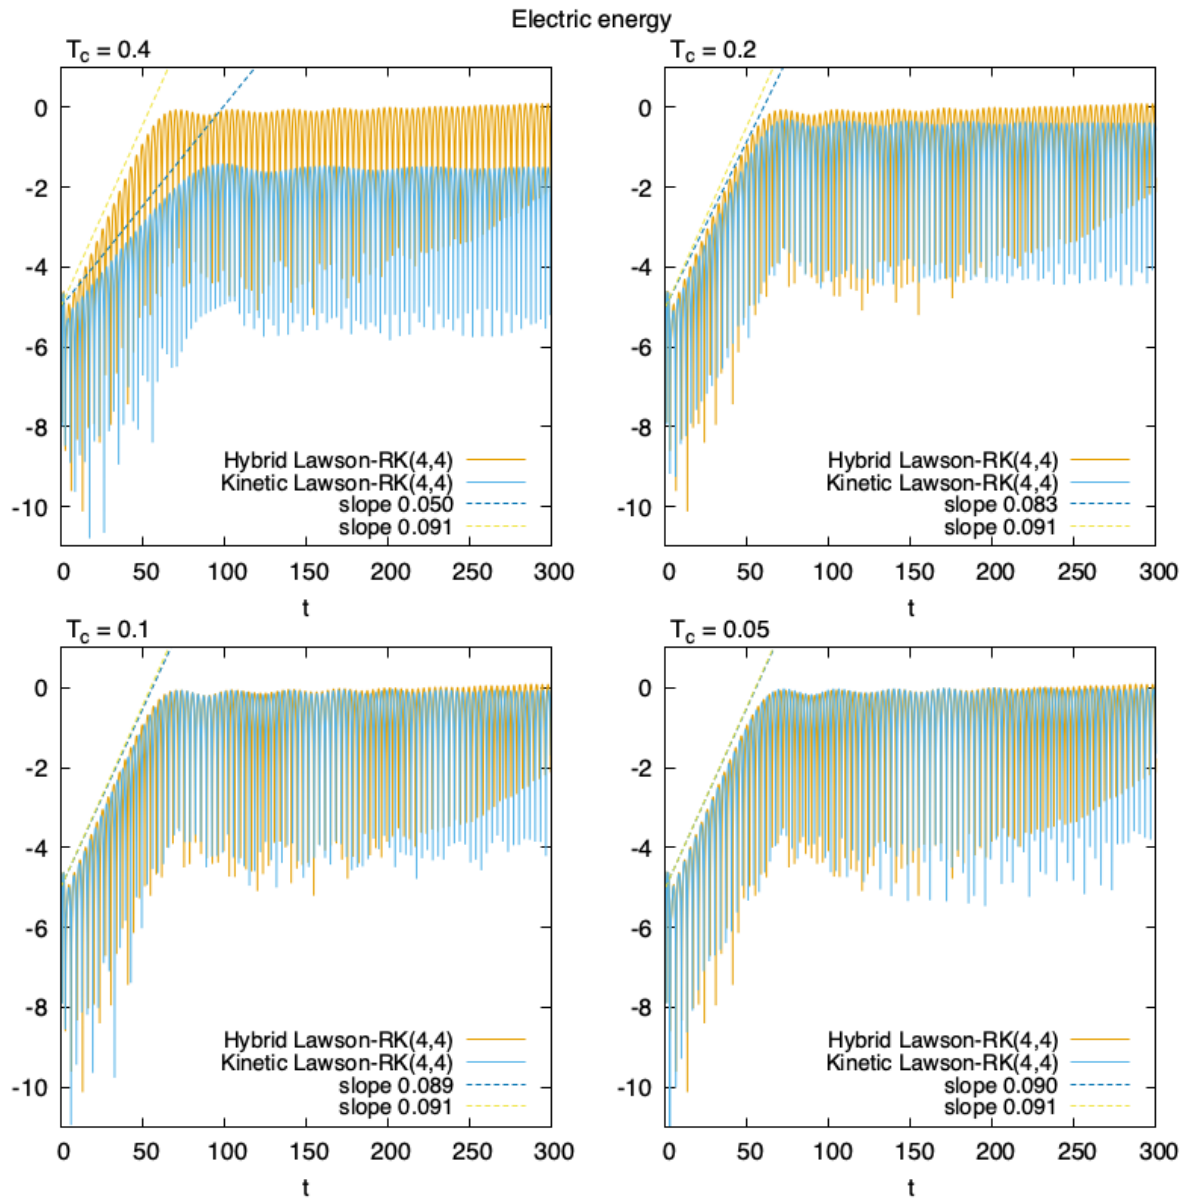 Electric energy
T_c = 0.4
0
-2
-4
-6
-8
-10
Hybrid Lawson-RK(4,4)
Kinetic Lawson-RK(4,4)
slope 0.050
slope 0.091
0 50 100 150 200 250 300
t
T_c = 0.2
0
-2
-4
-6
-8
-10
Hybrid Lawson-RK(4,4)
Kinetic Lawson-RK(4,4)
slope 0.083
slope 0.091
0 50 100 150 200 250 300
t
T_c = 0.1
0
-2
-4
-6
-8
-10
Hybrid Lawson-RK(4,4)
Kinetic Lawson-RK(4,4)
slope 0.089
slope 0.091
0 50 100 150 200 250 300
t
T_c = 0.05
0
-2
-4
-6
-8
-10
Hybrid Lawson-RK(4,4)
Kinetic Lawson-RK(4,4)
slope 0.090
slope 0.091
0 50 100 150 200 250 300
t